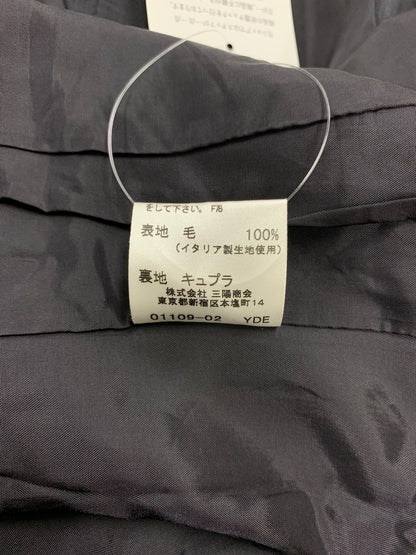 をして下さい。 F/B
表地 毛 100%
(イタリア製生地使用)
裏地 キュプラ
株式会社 三陽商会
東京都新宿区本塩町14
01109-02 YDE